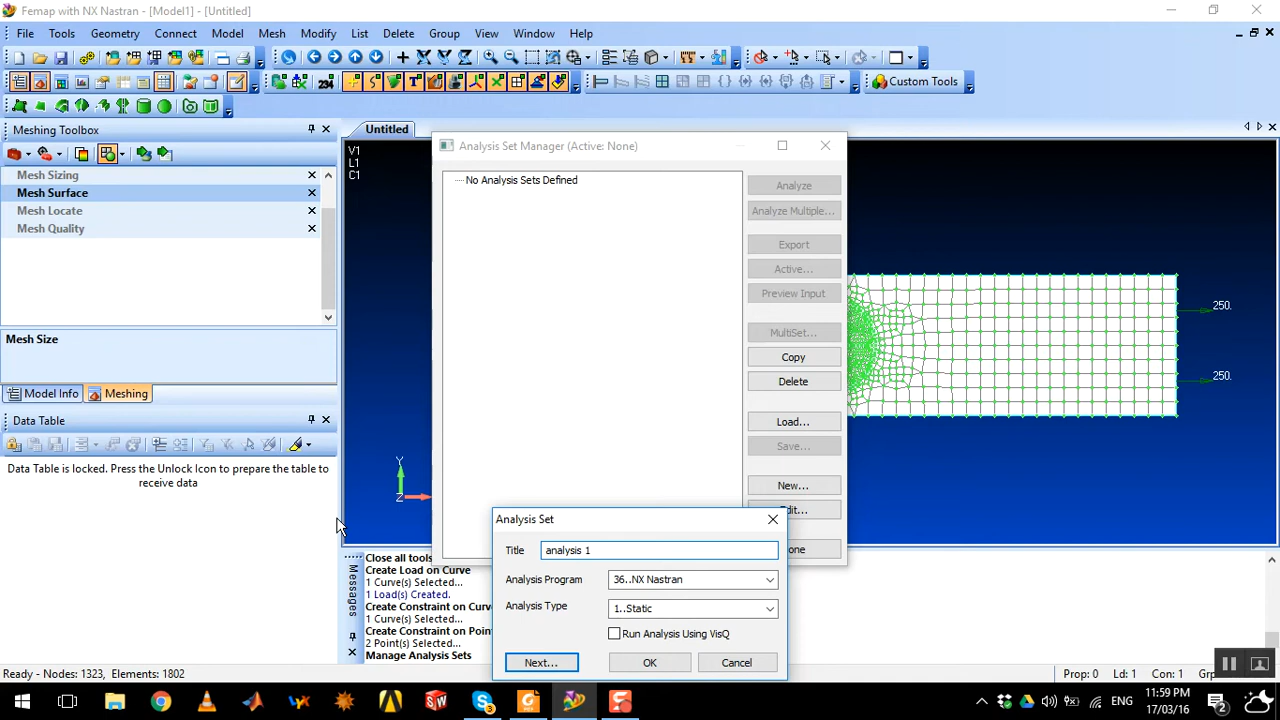 Femap with NX Nastran - [Model1] - [Untitled]
File Tools Geometry Connect Model Mesh Modify List Delete Group View Window Help
234
Custom Tools
Meshing Toolbox
Mesh Sizing
Mesh Surface
Mesh Locate
Mesh Quality
Mesh Size
Model Info
Meshing
Data Table
Data Table is locked. Press the Unlock Icon to prepare the table to
receive data
Untitled
V1
L1
C1
Y
Z
250.
250.
Analysis Set Manager (Active: None)
No Analysis Sets Defined
Analyze
Analyze Multiple...
Export
Active...
Preview Input
MultiSet...
Copy
Delete
Load...
Save...
New...
Edit...
Analysis Set
Title analysis 1
Analysis Program 36..NX Nastran
Analysis Type 1..Static
Run Analysis Using VisQ
Next...
OK
Cancel
Messages
Close all tools
Create Load on Curve
1 Curve(s) Selected...
1 Load(s) Created.
Create Constraint on Curve
1 Curve(s) Selected...
Create Constraint on Point
2 Point(s) Selected...
Manage Analysis Sets
Ready - Nodes: 1323, Elements: 1802
Prop: 0 Ld: 1 Con: 1
ENG
11:59 PM
17/03/16
2
3